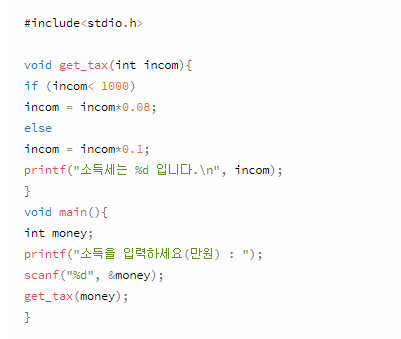 #include<stdio.h>
void get_tax(int incom){
if (incom< 1000)
incom = incom*0.08;
else
incom = incom*0.1;
printf("소득세는 %d 입니다.\n", incom);
}
void main(){
int money;
printf("소득을 입력하세요(만원) : ");
scanf("%d", &money);
get_tax(money);
}